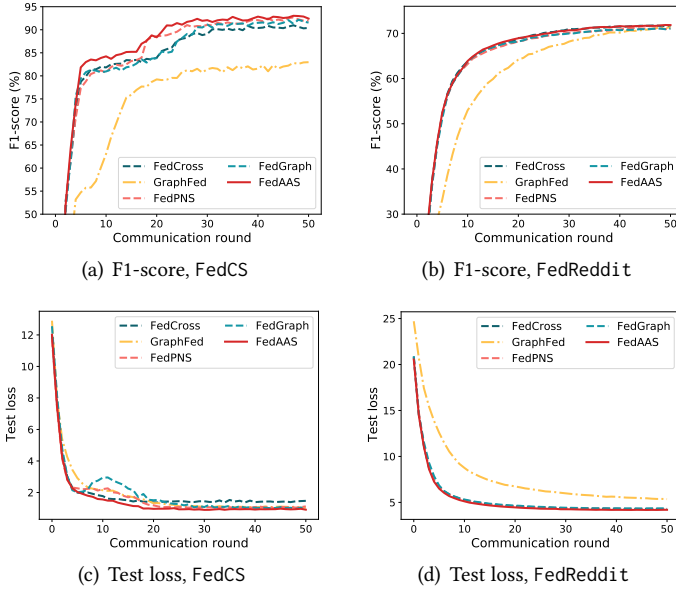 95
90
85
80
75
70
65
60
55
50
F1-score (%)
FedCross
GraphFed
FedPNS
FedGraph
FedAAS
0 10 20 30 40 50
Communication round
(a) F1-score, FedCS
70
60
50
40
30
F1-score (%)
FedCross
GraphFed
FedPNS
FedGraph
FedAAS
0 10 20 30 40 50
Communication round
(b) F1-score, FedReddit
12
10
8
6
4
2
Test loss
FedCross
GraphFed
FedPNS
FedGraph
FedAAS
0 10 20 30 40 50
Communication round
(c) Test loss, FedCS
25
20
15
10
5
Test loss
FedCross
GraphFed
FedPNS
FedGraph
FedAAS
0 10 20 30 40 50
Communication round
(d) Test loss, FedReddit